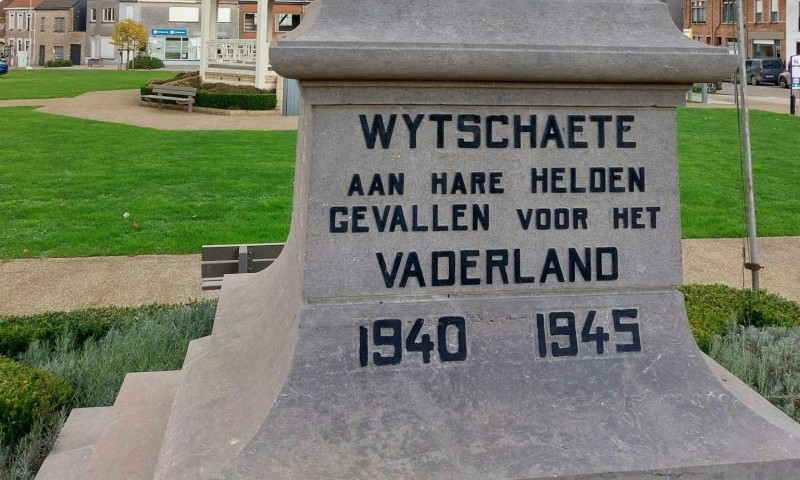 WYTSCHAETE
AAN HARE HELDEN
GEVALLEN VOOR HET
VADERLAND
1940 1945